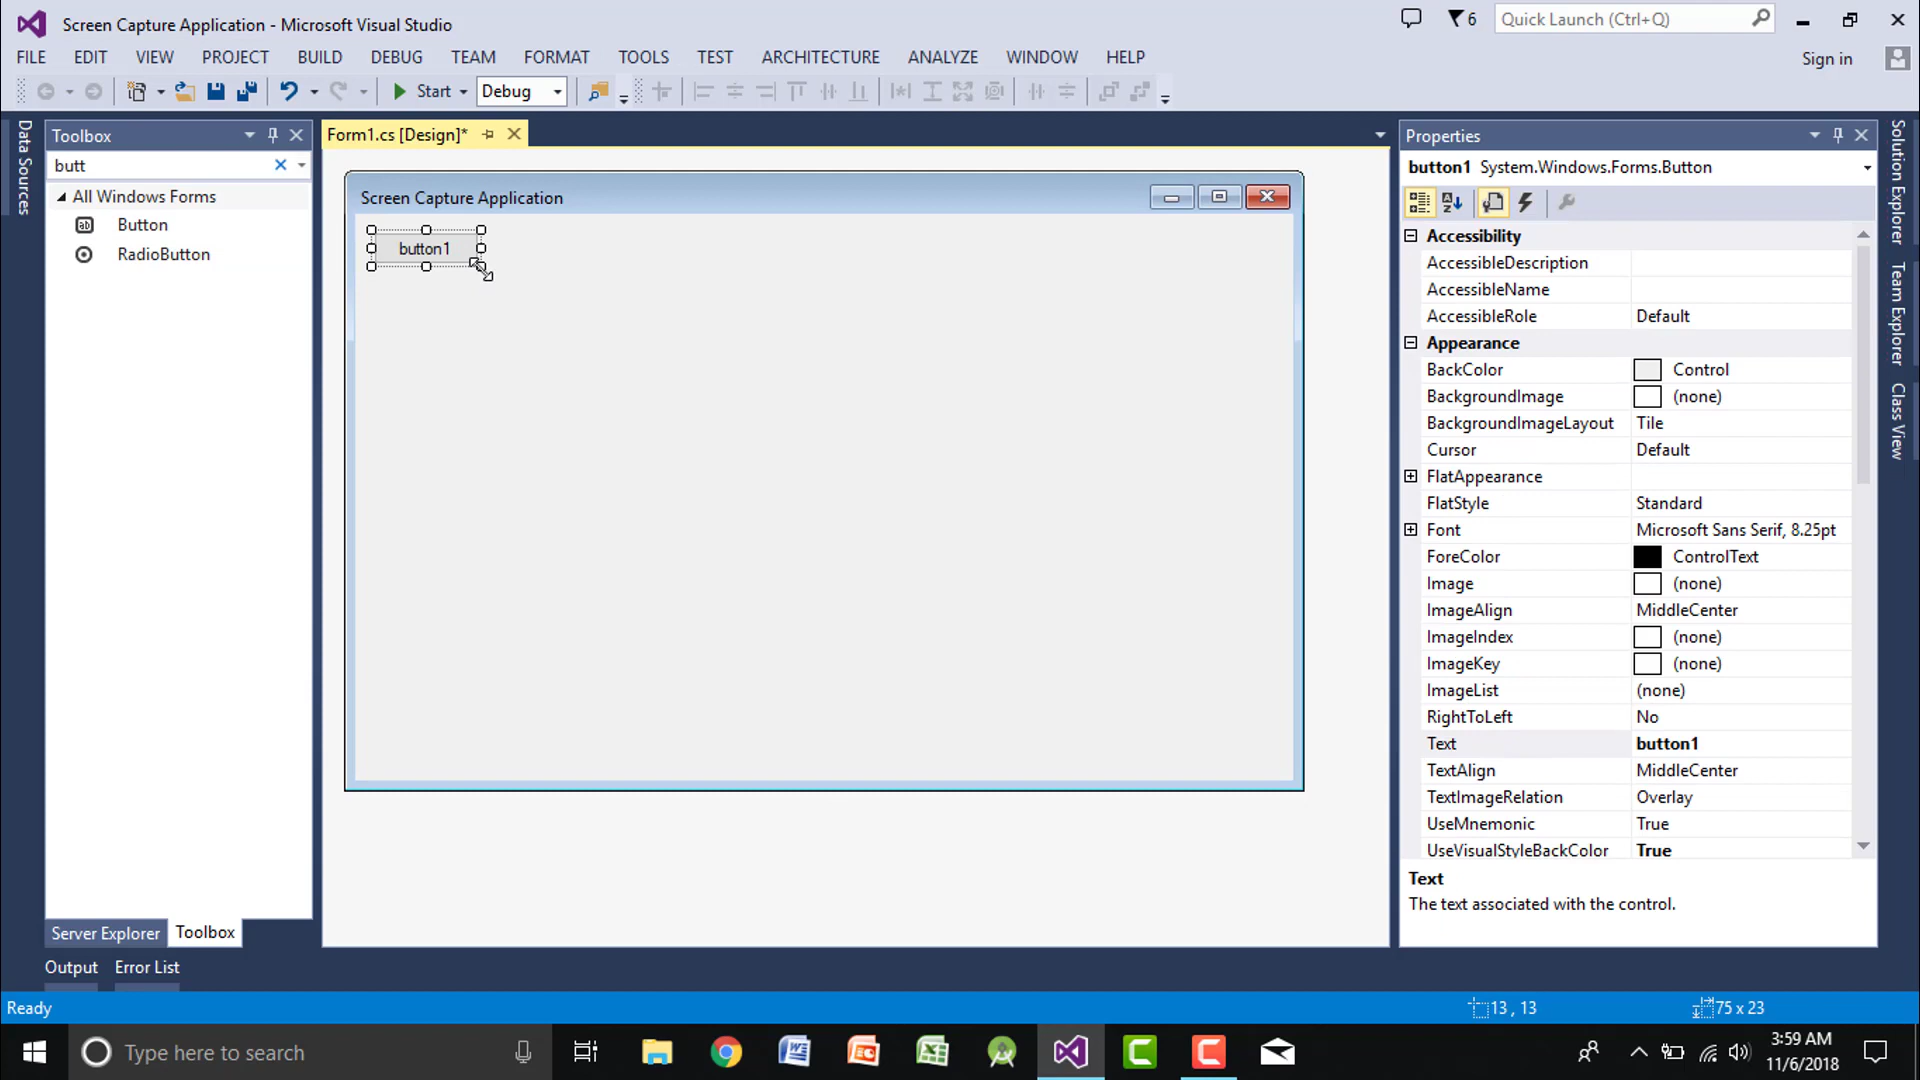 Screen Capture Application - Microsoft Visual Studio
6
Quick Launch (Ctrl+Q)
FILE EDIT VIEW PROJECT BUILD DEBUG TEAM FORMAT TOOLS TEST ARCHITECTURE ANALYZE WINDOW HELP
Sign in
Start Debug
Data Sources
Toolbox
butt
All Windows Forms
ab Button
RadioButton
Server Explorer Toolbox
Form1.cs [Design]*
Screen Capture Application
button1
Properties
button1 System.Windows.Forms.Button
Accessibility
AccessibleDescription
AccessibleName
AccessibleRole Default
Appearance
BackColor Control
BackgroundImage (none)
BackgroundImageLayout Tile
Cursor Default
FlatAppearance
FlatStyle Standard
Font Microsoft Sans Serif, 8.25pt
ForeColor ControlText
Image (none)
ImageAlign MiddleCenter
ImageIndex (none)
ImageKey (none)
ImageList (none)
RightToLeft No
Text button1
TextAlign MiddleCenter
TextImageRelation Overlay
UseMnemonic True
UseVisualStyleBackColor True
Text
The text associated with the control.
Solution Explorer
Team Explorer
Class View
Output Error List
Ready
13 , 13
75 x 23
Type here to search
3:59 AM
11/6/2018